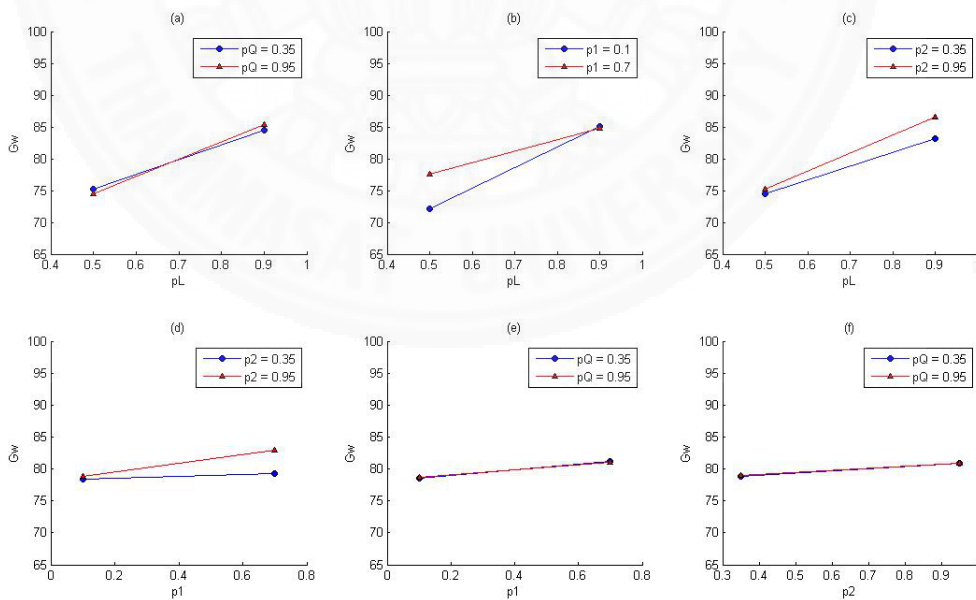 (a)
100
95
90
85
80
75
70
65
Gw
pQ = 0.35
pQ = 0.95
0.4 0.5 0.6 0.7 0.8 0.9 1
pL
(b)
100
95
90
85
80
75
70
65
Gw
p1 = 0.1
p1 = 0.7
0.4 0.5 0.6 0.7 0.8 0.9 1
pL
(c)
100
95
90
85
80
75
70
65
Gw
p2 = 0.35
p2 = 0.95
0.4 0.5 0.6 0.7 0.8 0.9
pL
(d)
100
95
90
85
80
75
70
65
Gw
p2 = 0.35
p2 = 0.95
0 0.2 0.4 0.6 0.8
p1
(e)
100
95
90
85
80
75
70
65
Gw
pQ = 0.35
pQ = 0.95
0 0.2 0.4 0.6 0.8
p1
(f)
100
95
90
85
80
75
70
65
Gw
pQ = 0.35
pQ = 0.95
0.3 0.4 0.5 0.6 0.7 0.8 0.9
p2
THAMMASAT UNIVERSITY